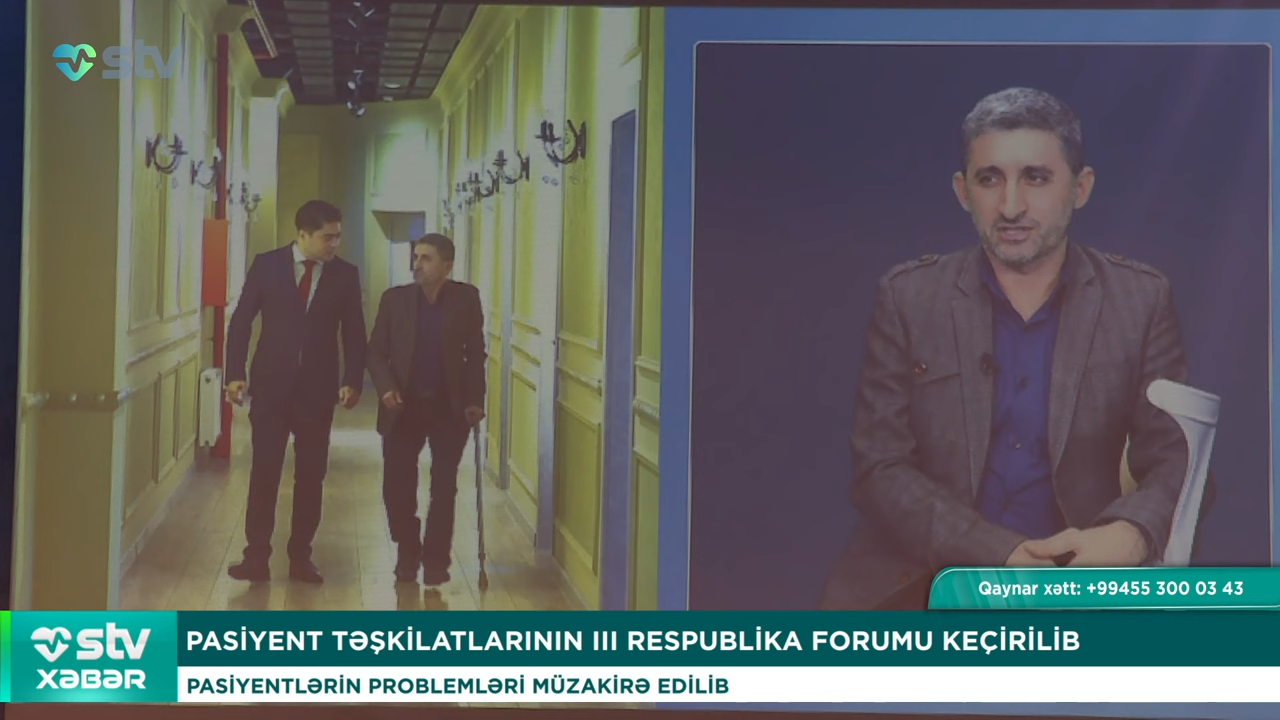 stv
Qaynar xətt: +99455 300 03 43
stv
XƏBƏR
PASİYENT TƏŞKİLATLARININ III RESPUBLİKA FORUMU KEÇİRİLİB
PASİYENTLƏRİN PROBLEMLƏRİ MÜZAKİRƏ EDİLİB